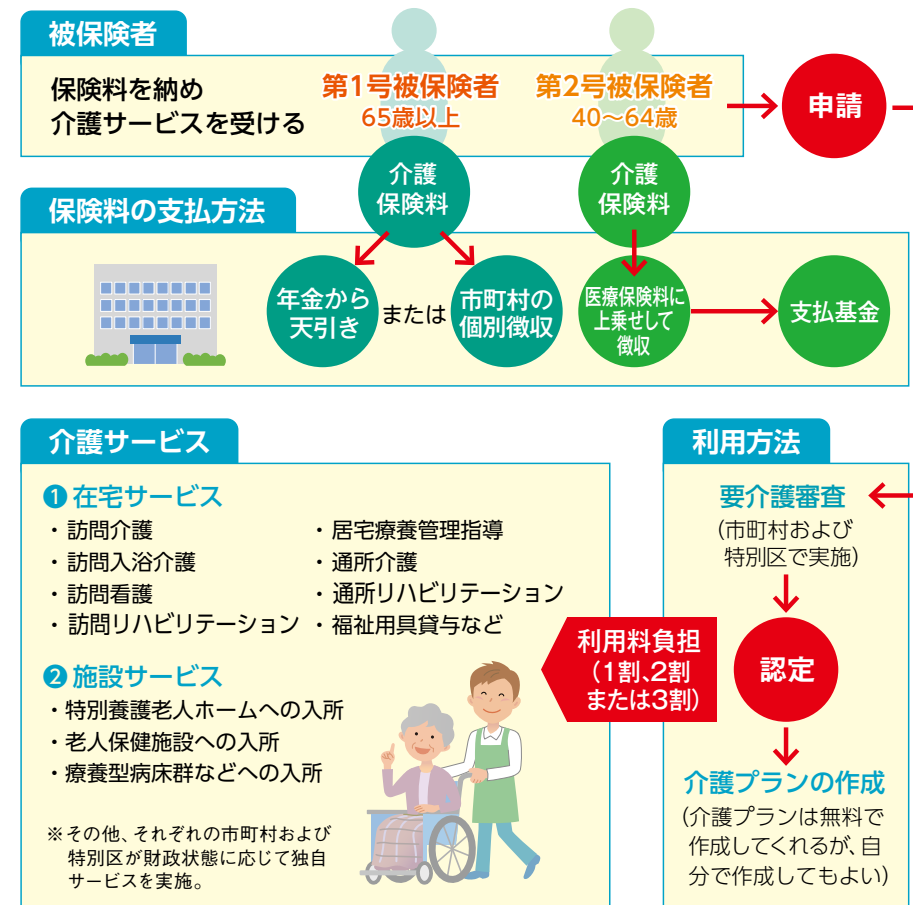 被保険者
保険料を納め
介護サービスを受ける
第1号被保険者
65歳以上
第2号被保険者
40〜64歳
申請
介護
保険料
介護
保険料
保険料の支払方法
年金から
天引き
または
市町村の
個別徴収
医療保険料に
上乗せして
徴収
支払基金
介護サービス
❶在宅サービス
・訪問介護
・訪問入浴介護
・訪問看護
・訪問リハビリテーション
・居宅療養管理指導
・通所介護
・通所リハビリテーション
・福祉用具貸与など
❷施設サービス
・特別養護老人ホームへの入所
・老人保健施設への入所
・療養型病床群などへの入所
※その他、それぞれの市町村および
特別区が財政状態に応じて独自
サービスを実施。
利用料負担
(1割、2割
または3割)
利用方法
要介護審査
(市町村および
特別区で実施)
認定
介護プランの作成
(介護プランは無料で
作成してくれるが、自
分で作成してもよい)